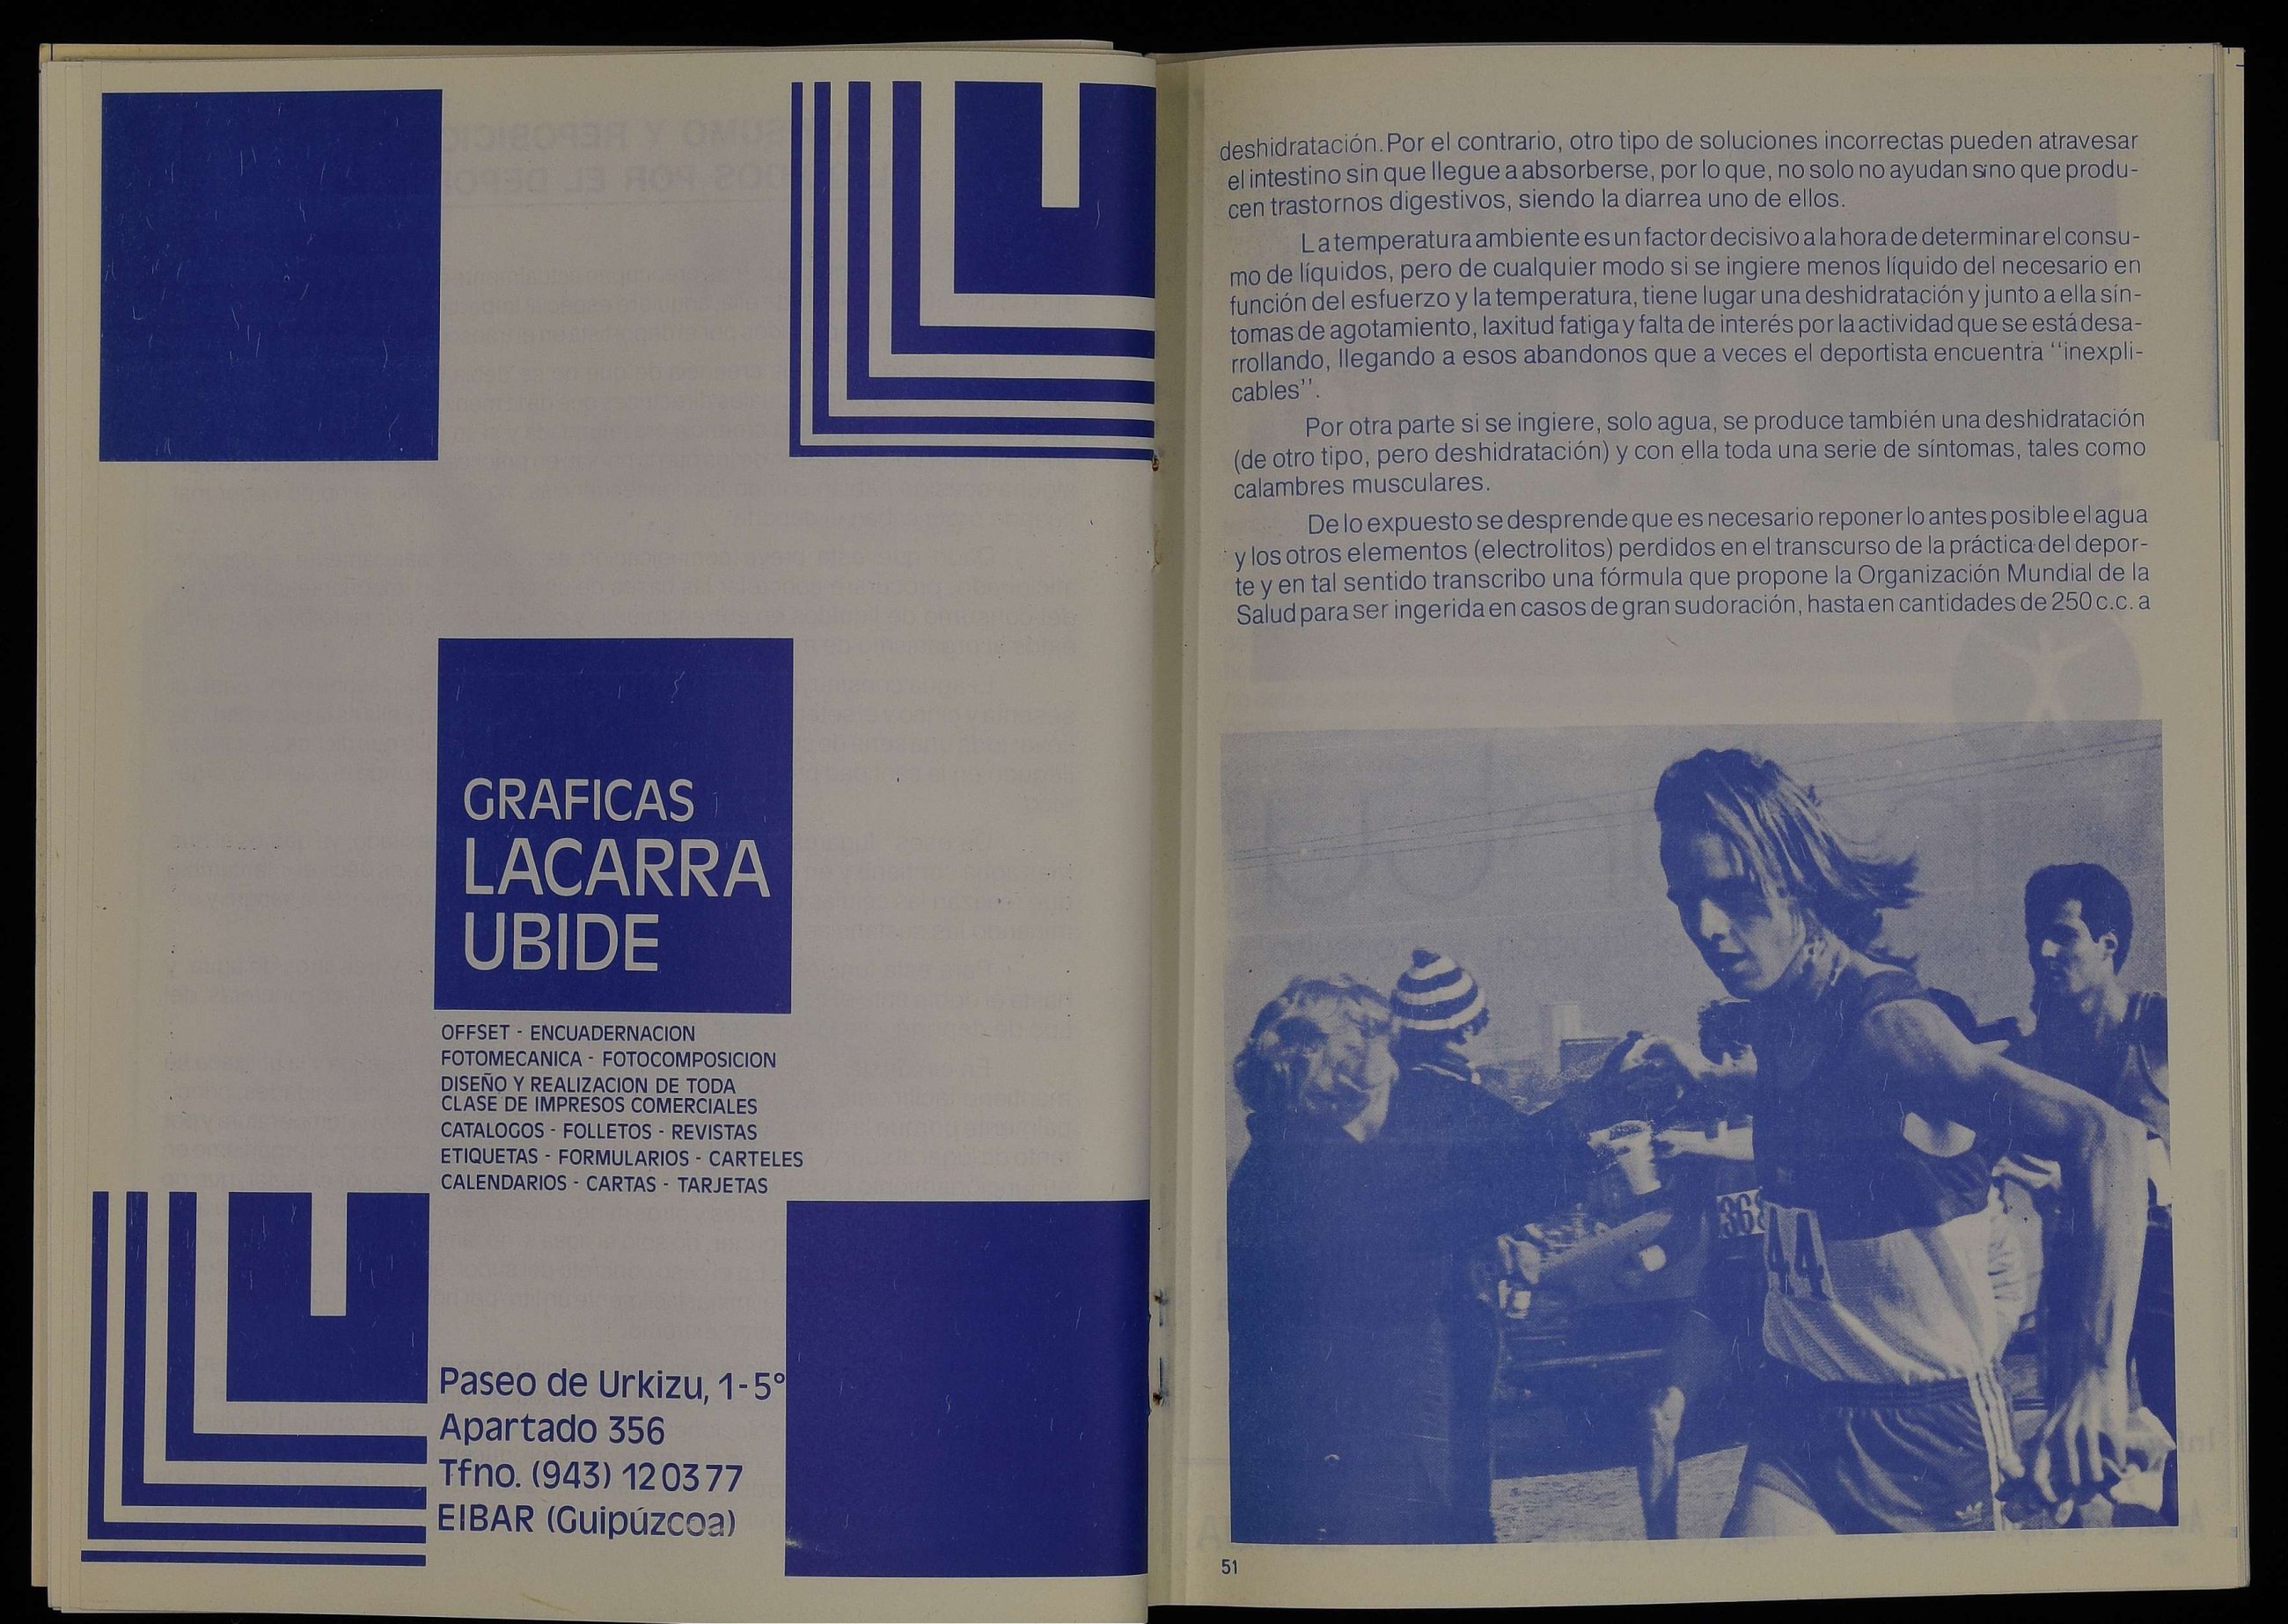 GRAFICAS
LACARRA
UBIDE
OFFSET - ENCUADERNACION
FOTOMECANICA - FOTOCOMPOSICION
DISEÑO Y REALIZACION DE TODA
CLASE DE IMPRESOS COMERCIALES
CATALOGOS - FOLLETOS - REVISTAS
ETIQUETAS - FORMULARIOS - CARTELES
CALENDARIOS - CARTAS - TARJETAS
Paseo de Urkizu, 1-5º
Apartado 356
Tfno. (943) 120377
EIBAR (Guipúzcoa)
deshidratación. Por el contrario, otro tipo de soluciones incorrectas pueden atravesar
el intestino sin que llegue a absorberse, por lo que, no solo no ayudan sino que produ-
cen trastornos digestivos, siendo la diarrea uno de ellos.
La temperatura ambiente es un factor decisivo a la hora de determinar el consu-
mo de líquidos, pero de cualquier modo si se ingiere menos líquido del necesario en
función del esfuerzo y la temperatura, tiene lugar una deshidratación y junto a ella sín-
tomas de agotamiento, laxitud fatiga y falta de interés por la actividad que se está desa-
rrollando, llegando a esos abandonos que a veces el deportista encuentra "inexpli-
cables".
Por otra parte si se ingiere, solo agua, se produce también una deshidratación
(de otro tipo, pero deshidratación) y con ella toda una serie de síntomas, tales como
calambres musculares.
De lo expuesto se desprende que es necesario reponer lo antes posible el agua
y los otros elementos (electrolitos) perdidos en el transcurso de la práctica del depor-
te y en tal sentido transcribo una fórmula que propone la Organización Mundial de la
Salud para ser ingerida en casos de gran sudoración, hasta en cantidades de 250 c.c. a
368
44
51